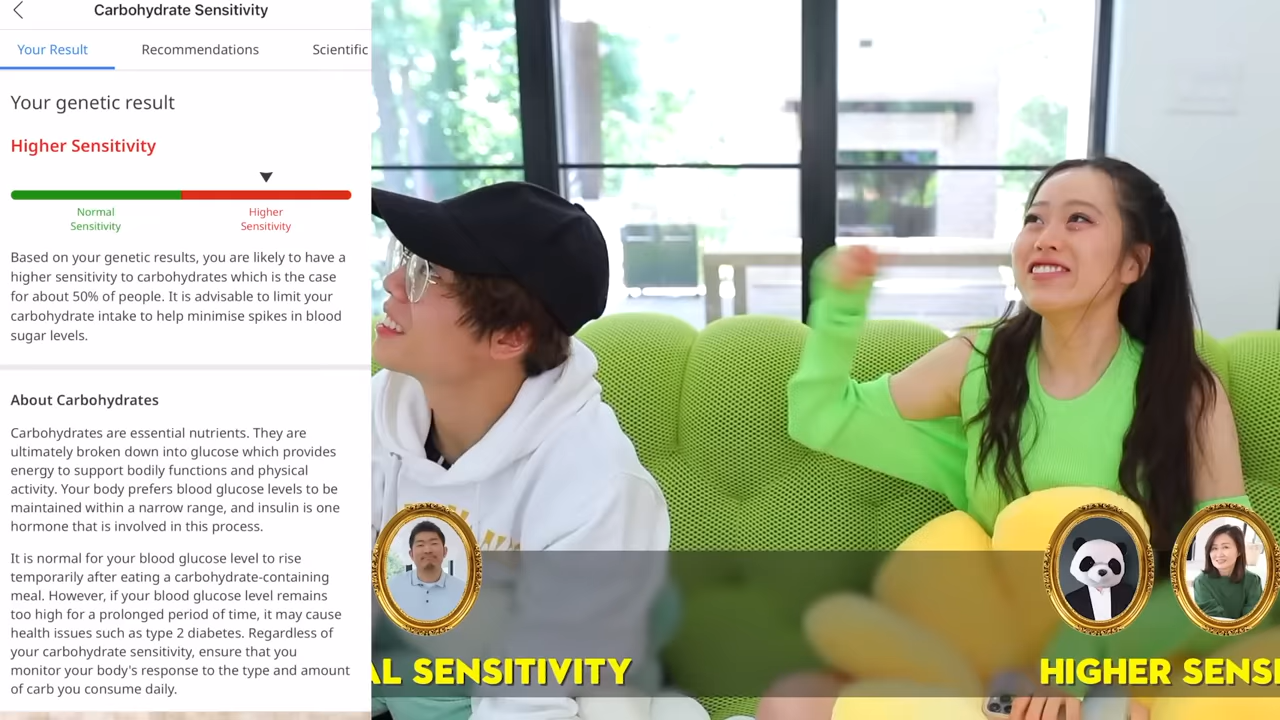 Carbohydrate Sensitivity
Your Result
Recommendations
Scientific
Your genetic result
Higher Sensitivity
Normal
Sensitivity
Higher
Sensitivity
Based on your genetic results, you are likely to have a
higher sensitivity to carbohydrates which is the case
for about 50% of people. It is advisable to limit your
carbohydrate intake to help minimise spikes in blood
sugar levels.
About Carbohydrates
Carbohydrates are essential nutrients. They are
ultimately broken down into glucose which provides
energy to support bodily functions and physical
activity. Your body prefers blood glucose levels to be
maintained within a narrow range, and insulin is one
hormone that is involved in this process.
It is normal for your blood glucose level to rise
temporarily after eating a carbohydrate-containing
meal. However, if your blood glucose level remains
too high for a prolonged period of time, it may cause
health issues such as type 2 diabetes. Regardless of
your carbohydrate sensitivity, ensure that you
monitor your body's response to the type and amount
of carb you consume daily.
AL SENSITIVITY
HIGHER SENSI